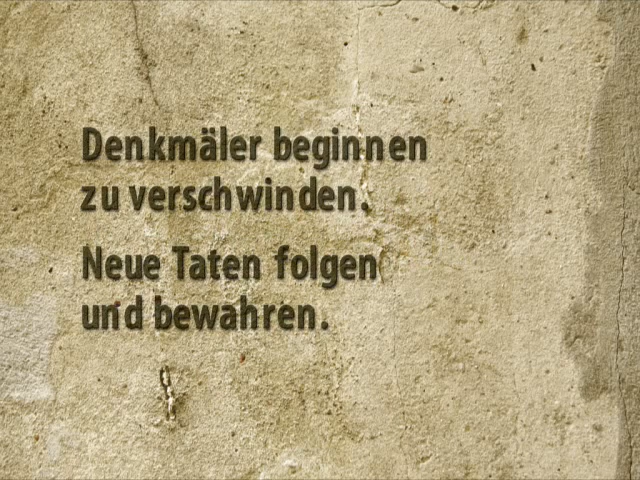 Denkmäler beginnen
zu verschwinden.
Neue Taten folgen
und bewahren.